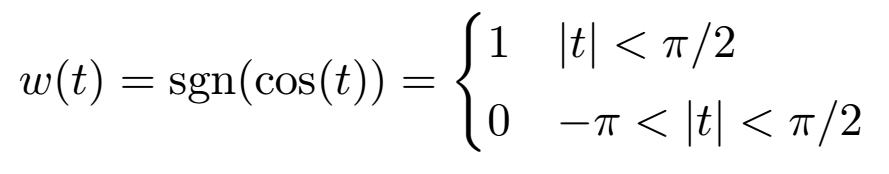 w(t) = sgn(cos(t)) = { 1 |t| < π/2
0 −π < |t| < π/2